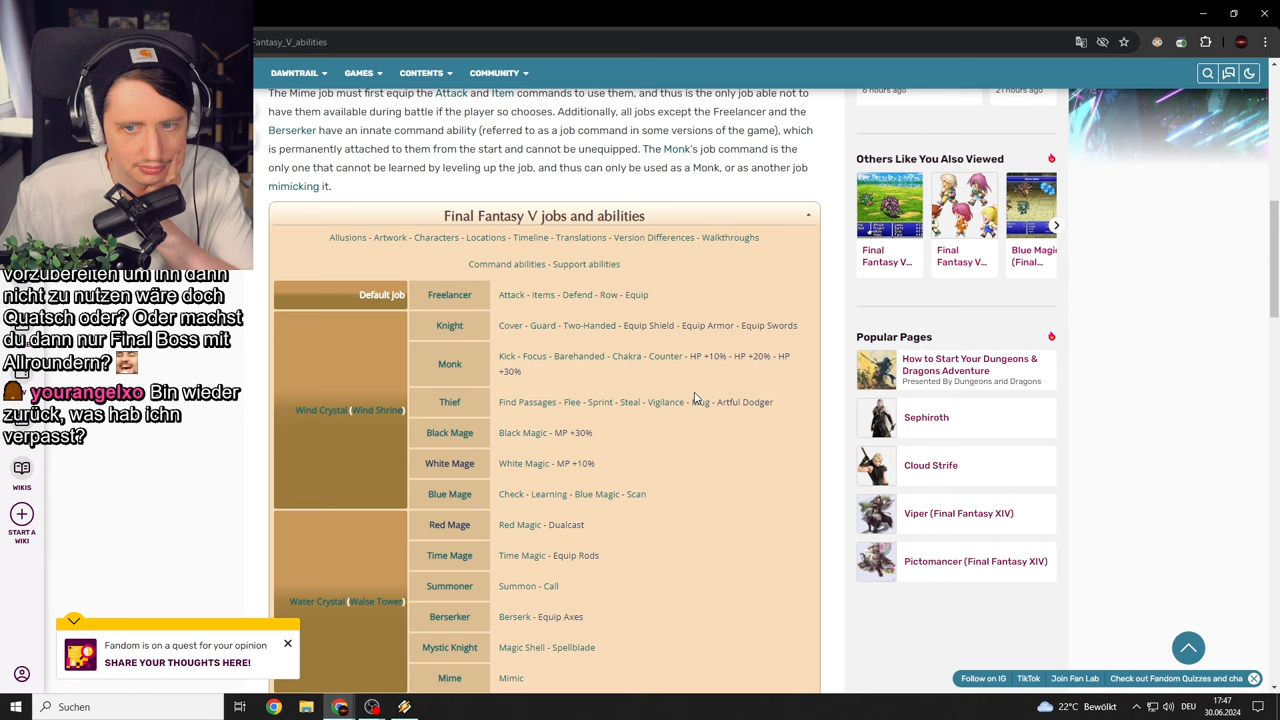 Fantasy_V_abilities
DAWNTRAIL GAMES CONTENTS COMMUNITY
The Mime job must first equip the Attack and Item commands to use them, and thus is the only job able not to
have them available during battle if the player so chooses. Additionally, all jobs except the Freelancer and the
Berserker have an innate command ability (referred to as a job command in some versions of the game), which
is permanently attached to them from the start and cannot be unequipped. The Monk's job command is the
only one that cannot be learned by leveling up the job, and thus can only be used as a Monk, or as another job
mimicking it.
Final Fantasy V jobs and abilities
Allusions - Artwork - Characters - Locations - Timeline - Translations - Version Differences - Walkthroughs
Command abilities - Support abilities
Default job
Freelancer
Attack - Items - Defend - Row - Equip
Wind Crystal (Wind Shrine)
Knight
Cover - Guard - Two-Handed - Equip Shield - Equip Armor - Equip Swords
Monk
Kick - Focus - Barehanded - Chakra - Counter - HP +10% - HP +20% - HP
+30%
Thief
Find Passages - Flee - Sprint - Steal - Vigilance - Mug - Artful Dodger
Black Mage
Black Magic - MP +30%
White Mage
White Magic - MP +10%
Blue Mage
Check - Learning - Blue Magic - Scan
Water Crystal (Walse Tower)
Red Mage
Red Magic - Dualcast
Time Mage
Time Magic - Equip Rods
Summoner
Summon - Call
Berserker
Berserk - Equip Axes
Mystic Knight
Magic Shell - Spellblade
Mime
Mimic
6 hours ago
21 hours ago
Others Like You Also Viewed
Final
Fantasy V...
Final
Fantasy V...
Blue Magic
(Final
Popular Pages
How to Start Your Dungeons &
Dragons Adventure
Presented By Dungeons and Dragons
Sephiroth
Cloud Strife
Viper (Final Fantasy XIV)
Pictomancer (Final Fantasy XIV)
vorzubereiten um ihn dann
nicht zu nutzen wäre doch
Quatsch oder? Oder machst
du dann nur Final Boss mit
Allroundern?
yourangelxo Bin wieder
zurück, was hab ichn
verpasst?
WIKIS
START A
WIKI
Fandom is on a quest for your opinion
SHARE YOUR THOUGHTS HERE!
Follow on IG TikTok Join Fan Lab Check out Fandom Quizzes and cha
Suchen
22°C Bewölkt
DEU
17:47
30.06.2024